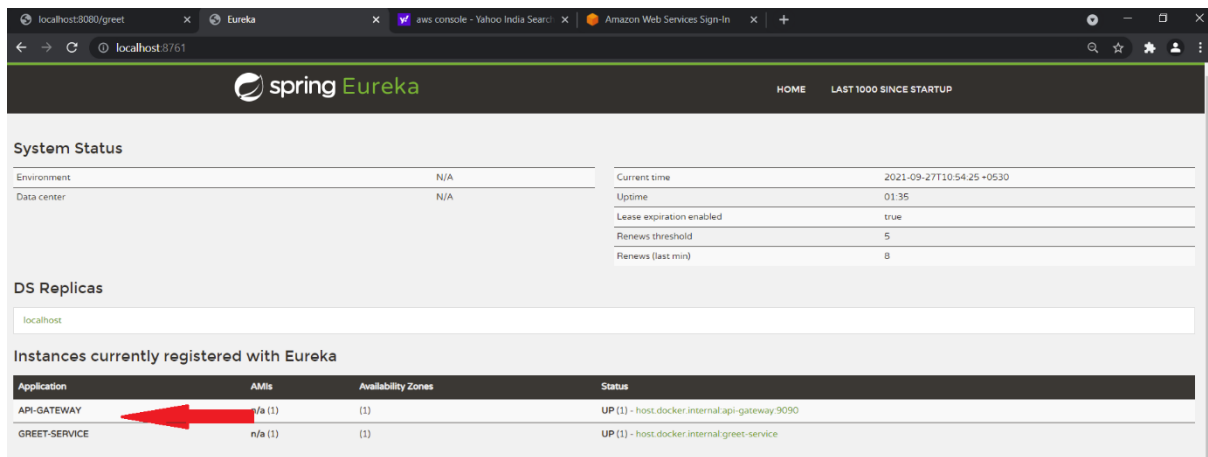 localhost:8080/greet
Eureka
aws console - Yahoo India Search
Amazon Web Services Sign-In
localhost:8761
spring Eureka
HOME LAST 1000 SINCE STARTUP
System Status
Environment N/A Current time 2021-09-27T10:54:25 +0530
Data center N/A Uptime 01:35
Lease expiration enabled true
Renews threshold 5
Renews (last min) 8
DS Replicas
localhost
Instances currently registered with Eureka
Application AMIs Availability Zones Status
API-GATEWAY n/a (1) (1) UP (1) - host.docker.internal:api-gateway:9090
GREET-SERVICE n/a (1) (1) UP (1) - host.docker.internal:greet-service